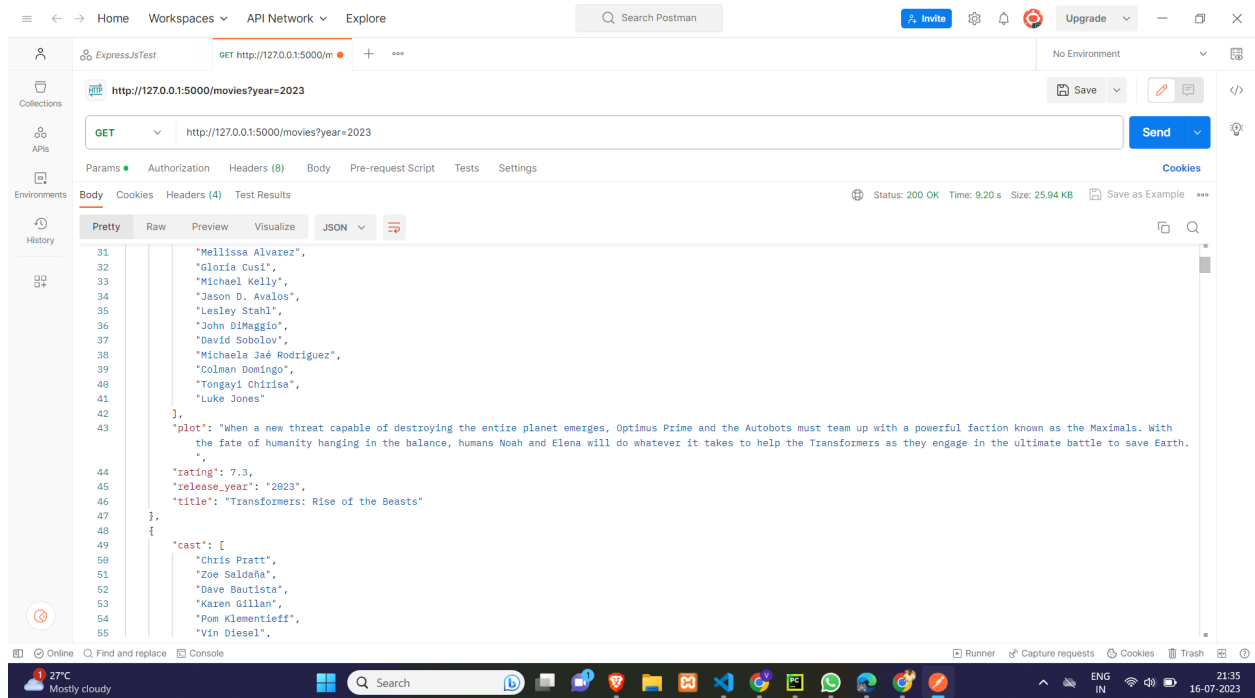 Home Workspaces API Network Explore Search Postman Invite Upgrade
ExpressJsTest GET http://127.0.0.1:5000/m No Environment
Collections
APIs
Environments
History
HTTP http://127.0.0.1:5000/movies?year=2023 Save
GET http://127.0.0.1:5000/movies?year=2023 Send
Params Authorization Headers (8) Body Pre-request Script Tests Settings Cookies
Body Cookies Headers (4) Test Results Status: 200 OK Time: 9.20 s Size: 25.94 KB Save as Example
Pretty Raw Preview Visualize JSON
31 "Mellissa Alvarez",
32 "Gloria Cusi",
33 "Michael Kelly",
34 "Jason D. Avalos",
35 "Lesley Stahl",
36 "John DiMaggio",
37 "David Sobolov",
38 "Michaela Jaé Rodriguez",
39 "Colman Domingo",
40 "Tongayi Chirisa",
41 "Luke Jones"
42 ],
43 "plot": "When a new threat capable of destroying the entire planet emerges, Optimus Prime and the Autobots must team up with a powerful faction known as the Maximals. With
the fate of humanity hanging in the balance, humans Noah and Elena will do whatever it takes to help the Transformers as they engage in the ultimate battle to save Earth.
",
44 "rating": 7.3,
45 "release_year": "2023",
46 "title": "Transformers: Rise of the Beasts"
47 },
48 {
49 "cast": [
50 "Chris Pratt",
51 "Zoe Saldaña",
52 "Dave Bautista",
53 "Karen Gillan",
54 "Pom Klementieff",
55 "Vin Diesel",
Online Find and replace Console Runner Capture requests Cookies Trash
1 27°C
Mostly cloudy
Search
ENG
IN
21:35
16-07-2023